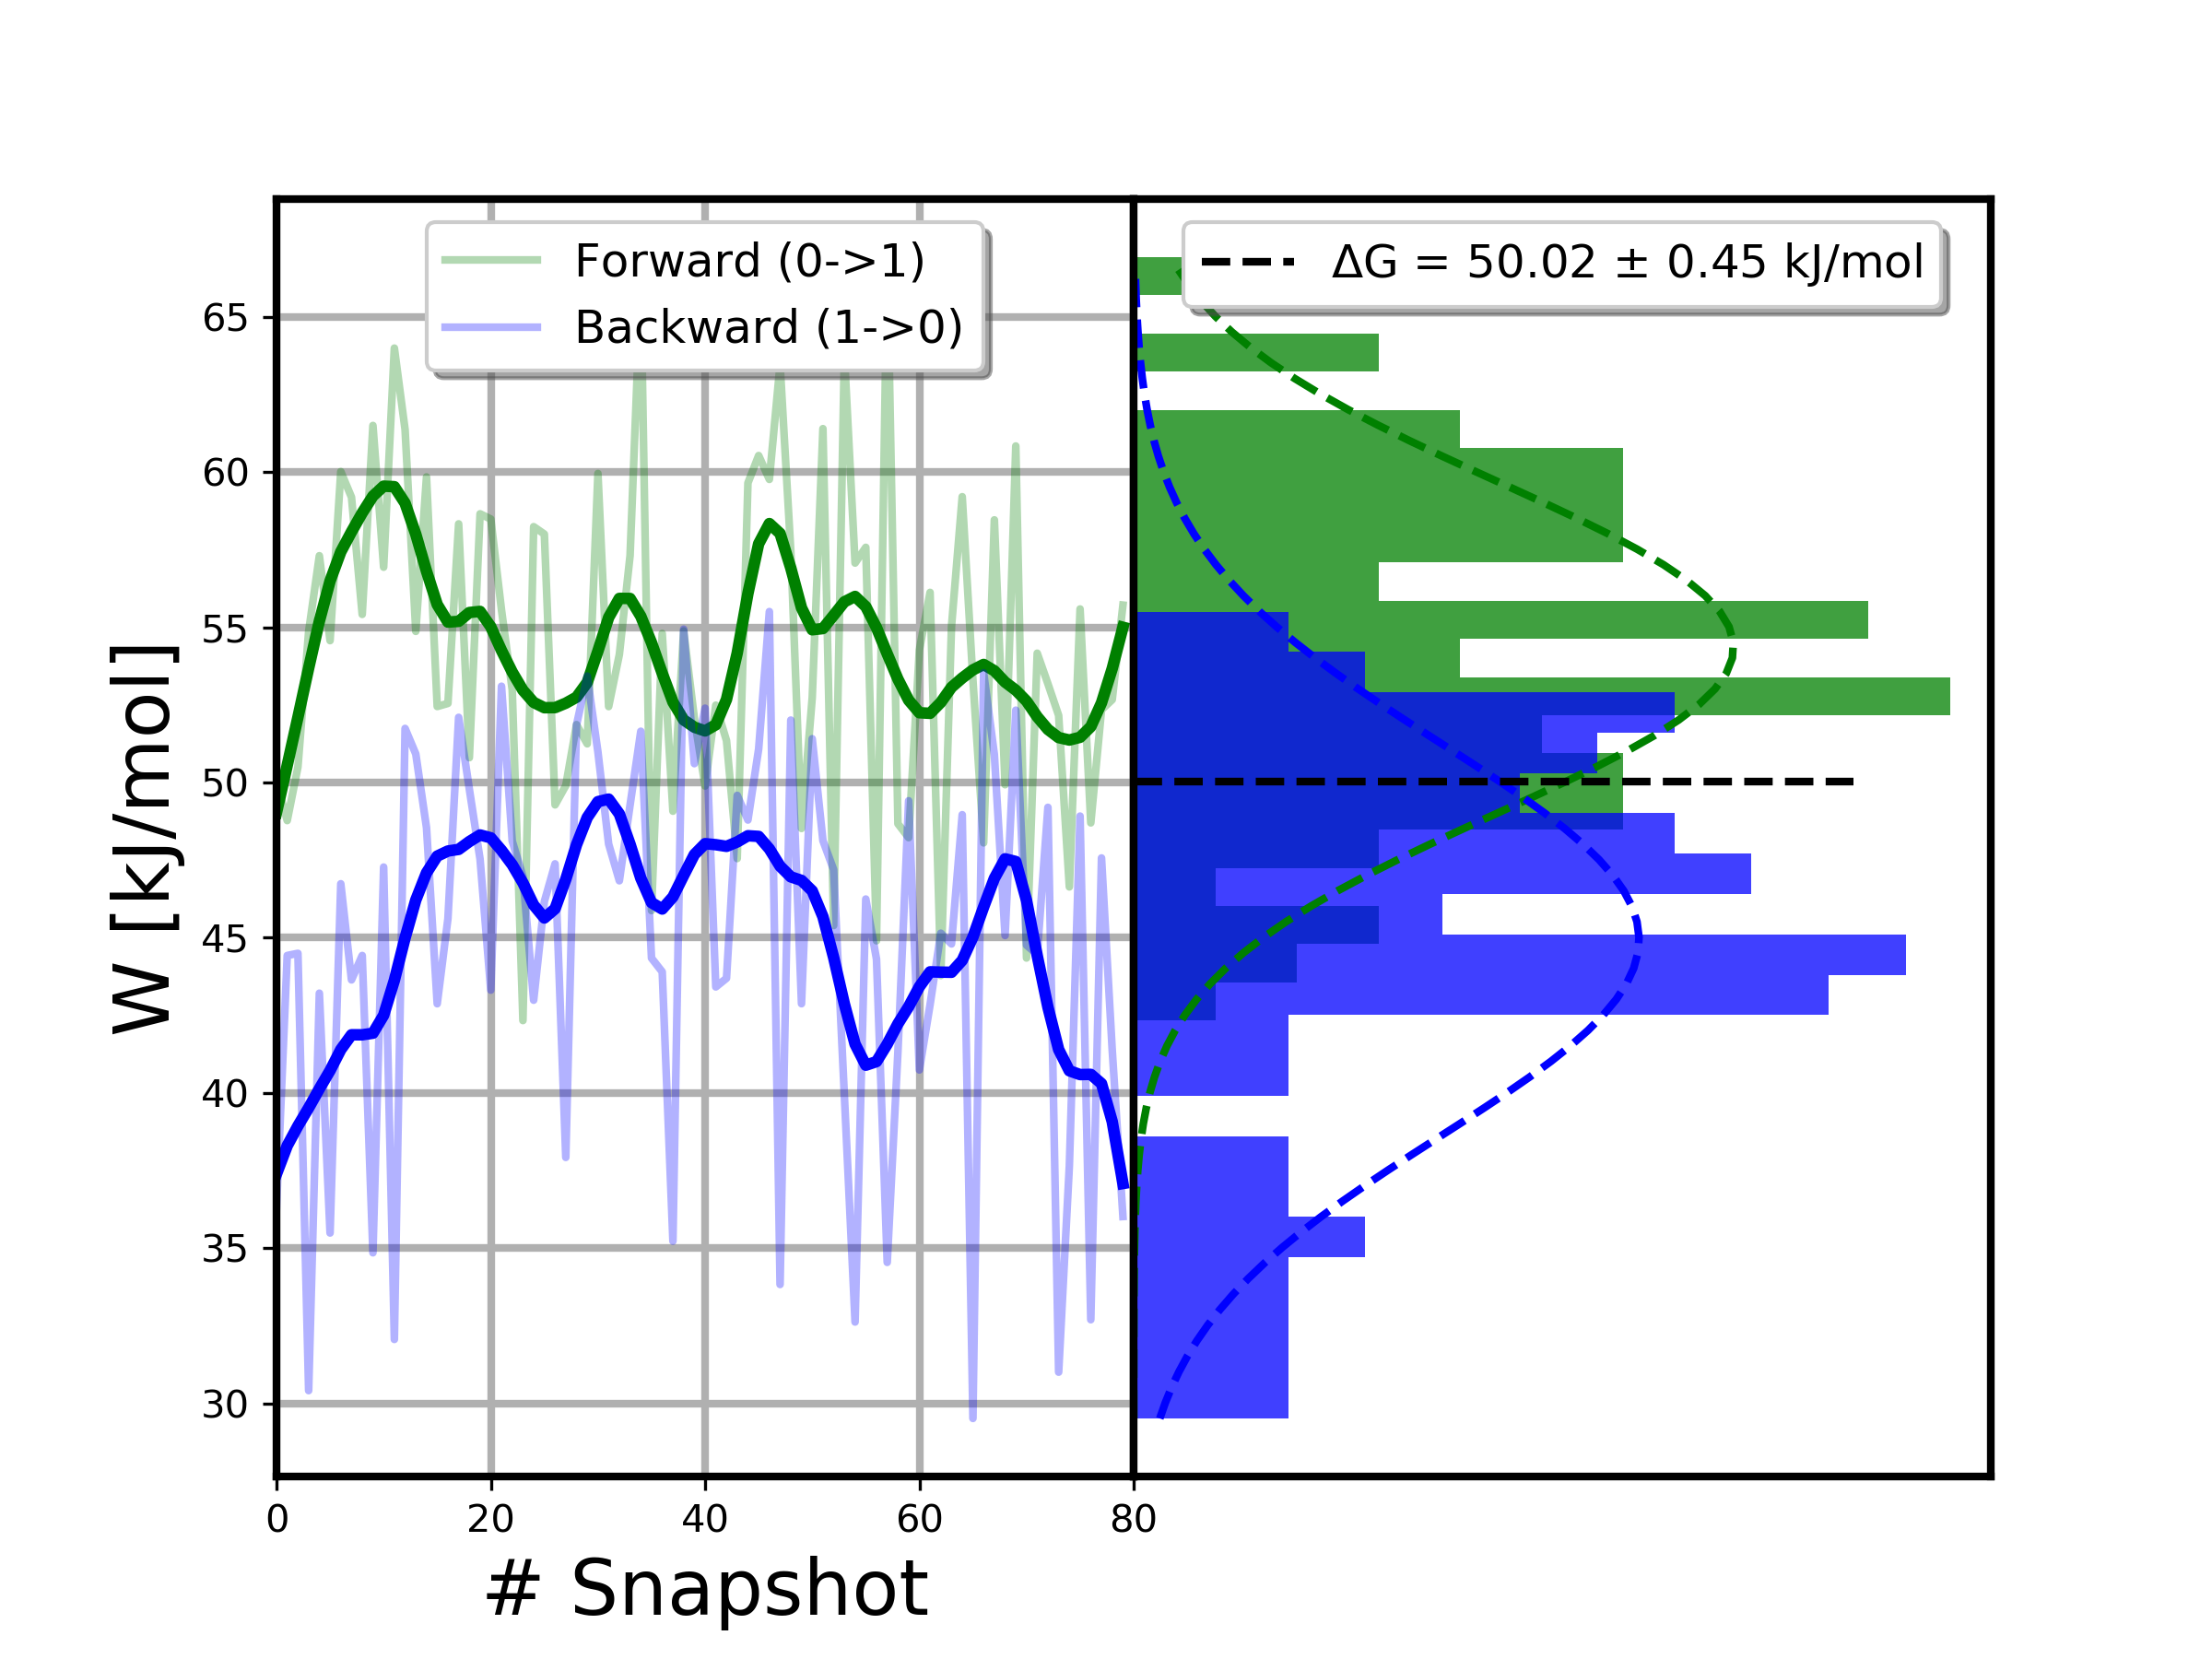 Forward (0->1)
Backward (1->0)
ΔG = 50.02 ± 0.45 kJ/mol
W [kJ/mol]
65
60
55
50
45
40
35
30
0 20 40 60 80
# Snapshot